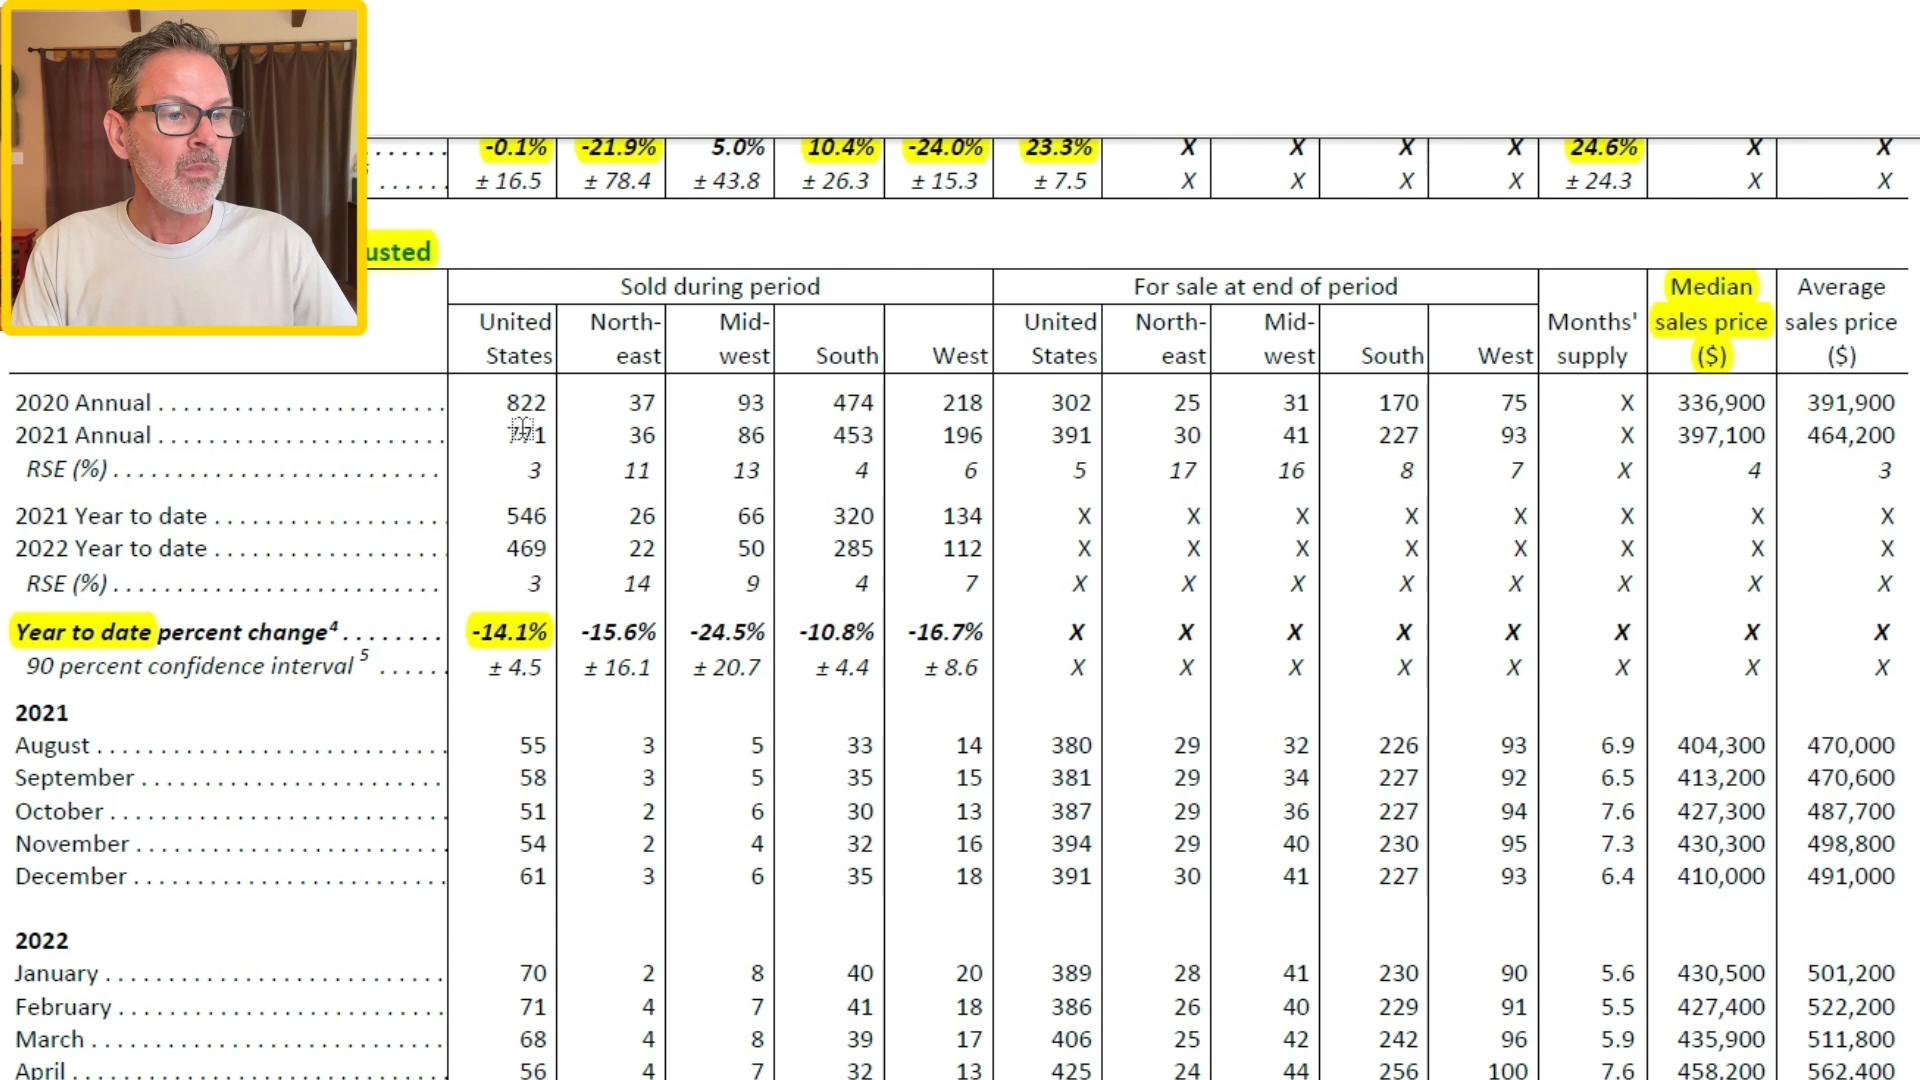 ...... -0.1% -21.9% 5.0% 10.4% -24.0% 23.3% X X X X 24.6% X X
..... ± 16.5 ± 78.4 ± 43.8 ± 26.3 ± 15.3 ± 7.5 X X X X ± 24.3 X X
usted
Sold during period For sale at end of period
United States North-east Mid-west South West United States North-east Mid-west South West Months' supply Median sales price ($) Average sales price ($)
2020 Annual 822 37 93 474 218 302 25 31 170 75 X 336,900 391,900
2021 Annual 36 86 453 196 391 30 41 227 93 X 397,100 464,200
RSE (%) 3 11 13 4 6 5 17 16 8 7 X 4 3
2021 Year to date 546 26 66 320 134 X X X X X X X X
2022 Year to date 469 22 50 285 112 X X X X X X X X
RSE (%) 3 14 9 4 7 X X X X X X X X
Year to date percent change⁴ -14.1% -15.6% -24.5% -10.8% -16.7% X X X X X X X X
90 percent confidence interval ⁵ ± 4.5 ± 16.1 ± 20.7 ± 4.4 ± 8.6 X X X X X X X X
2021
August 55 3 5 33 14 380 29 32 226 93 6.9 404,300 470,000
September 58 3 5 35 15 381 29 34 227 92 6.5 413,200 470,600
October 51 2 6 30 13 387 29 36 227 94 7.6 427,300 487,700
November 54 2 4 32 16 394 29 40 230 95 7.3 430,300 498,800
December 61 3 6 35 18 391 30 41 227 93 6.4 410,000 491,000
2022
January 70 2 8 40 20 389 28 41 230 90 5.6 430,500 501,200
February 71 4 7 41 18 386 26 40 229 91 5.5 427,400 522,200
March 68 4 8 39 17 406 25 42 242 96 5.9 435,900 511,800
April 56 4 7 32 13 425 24 44 256 100 7.6 458,200 562,400